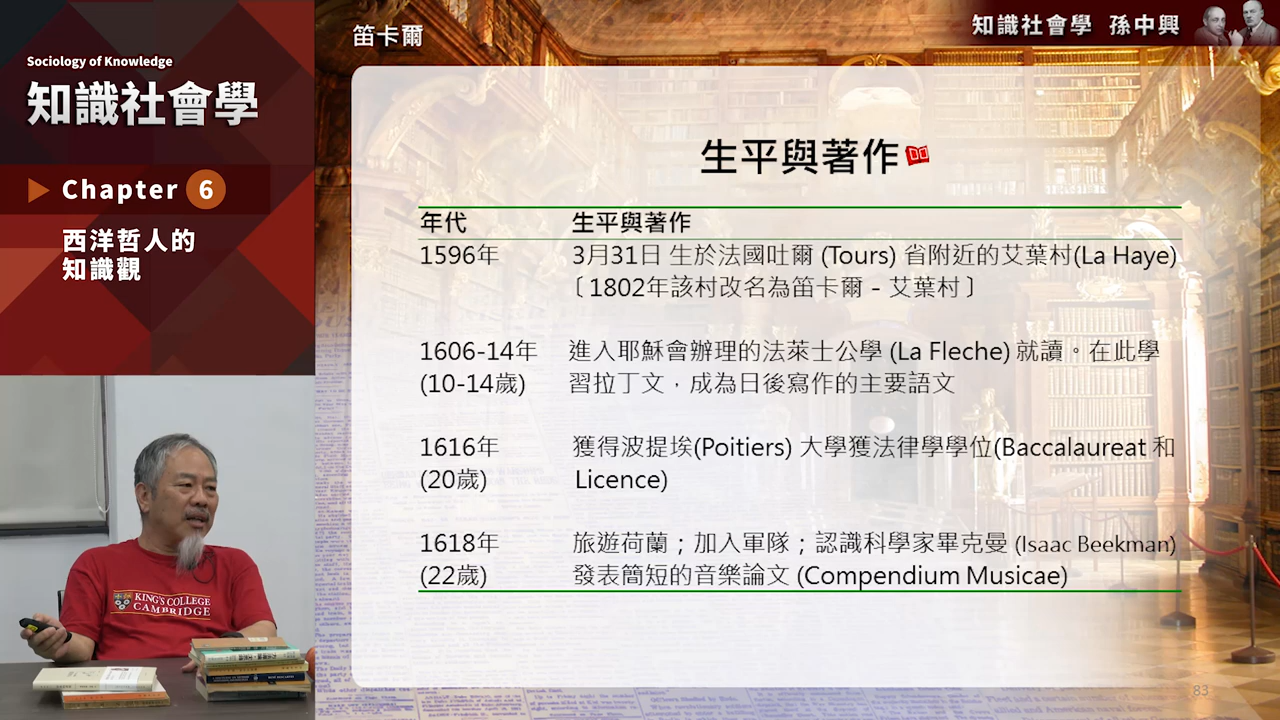 Sociology of Knowledge
知識社會學
Chapter 6
西洋哲人的
知識觀
笛卡爾
知識社會學 孫中興
生平與著作
年代 生平與著作
1596年 3月31日 生於法國吐爾 (Tours) 省附近的艾葉村(La Haye)
〔1802年該村改名為笛卡爾－艾葉村〕
1606-14年 進入耶穌會辦理的法萊士公學 (La Fleche) 就讀。在此學
(10-14歲) 習拉丁文，成為日後寫作的主要語文
1616年 獲得波提埃(Poitiers) 大學獲法律學學位(Baccalaureat 和
(20歲) Licence)
1618年 旅遊荷蘭；加入軍隊；認識科學家畢克曼 (Isaac Beekman)
(22歲) 發表簡短的音樂論文 (Compendium Musicae)
KING'S COLLEGE
CAMBRIDGE
83